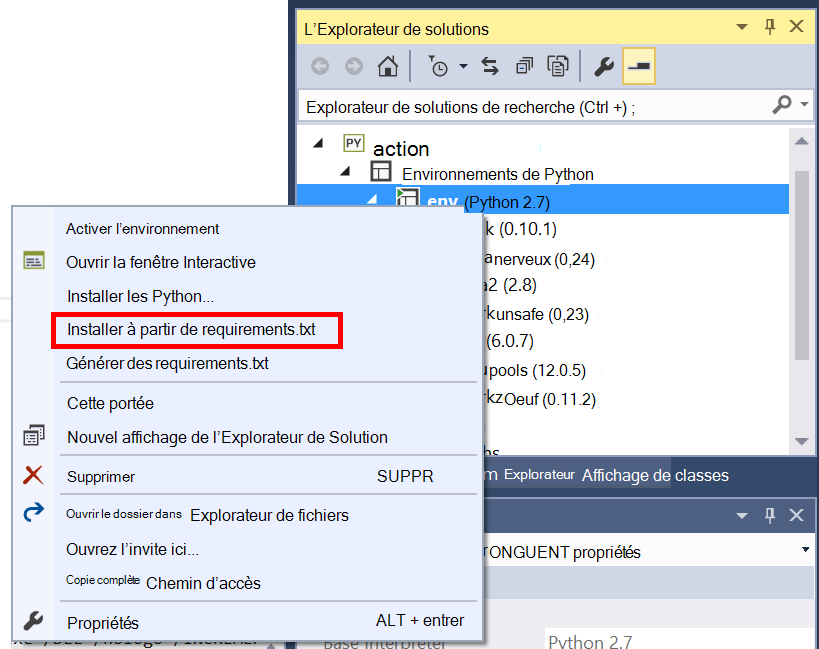 L'Explorateur de solutions
Explorateur de solutions de recherche (Ctrl +) ;
PY action
Environnements de Python
env (Python 2.7)
k (0.10.1)
anerveux (0,24)
a2 (2.8)
rkunsafe (0,23)
(6.0.7)
upools (12.0.5)
rkzOeuf (0.11.2)
Activer l'environnement
Ouvrir la fenêtre Interactive
Installer les Python...
Installer à partir de requirements.txt
Générer des requirements.txt
Cette portée
Nouvel affichage de l'Explorateur de Solution
Supprimer SUPPR
Ouvrir le dossier dans Explorateur de fichiers
Ouvrez l'invite ici...
Copie complète Chemin d'accès
Propriétés ALT + entrer
m Explorateur Affichage de classes
ONGUENT propriétés
Base Interpreter Python 2.7